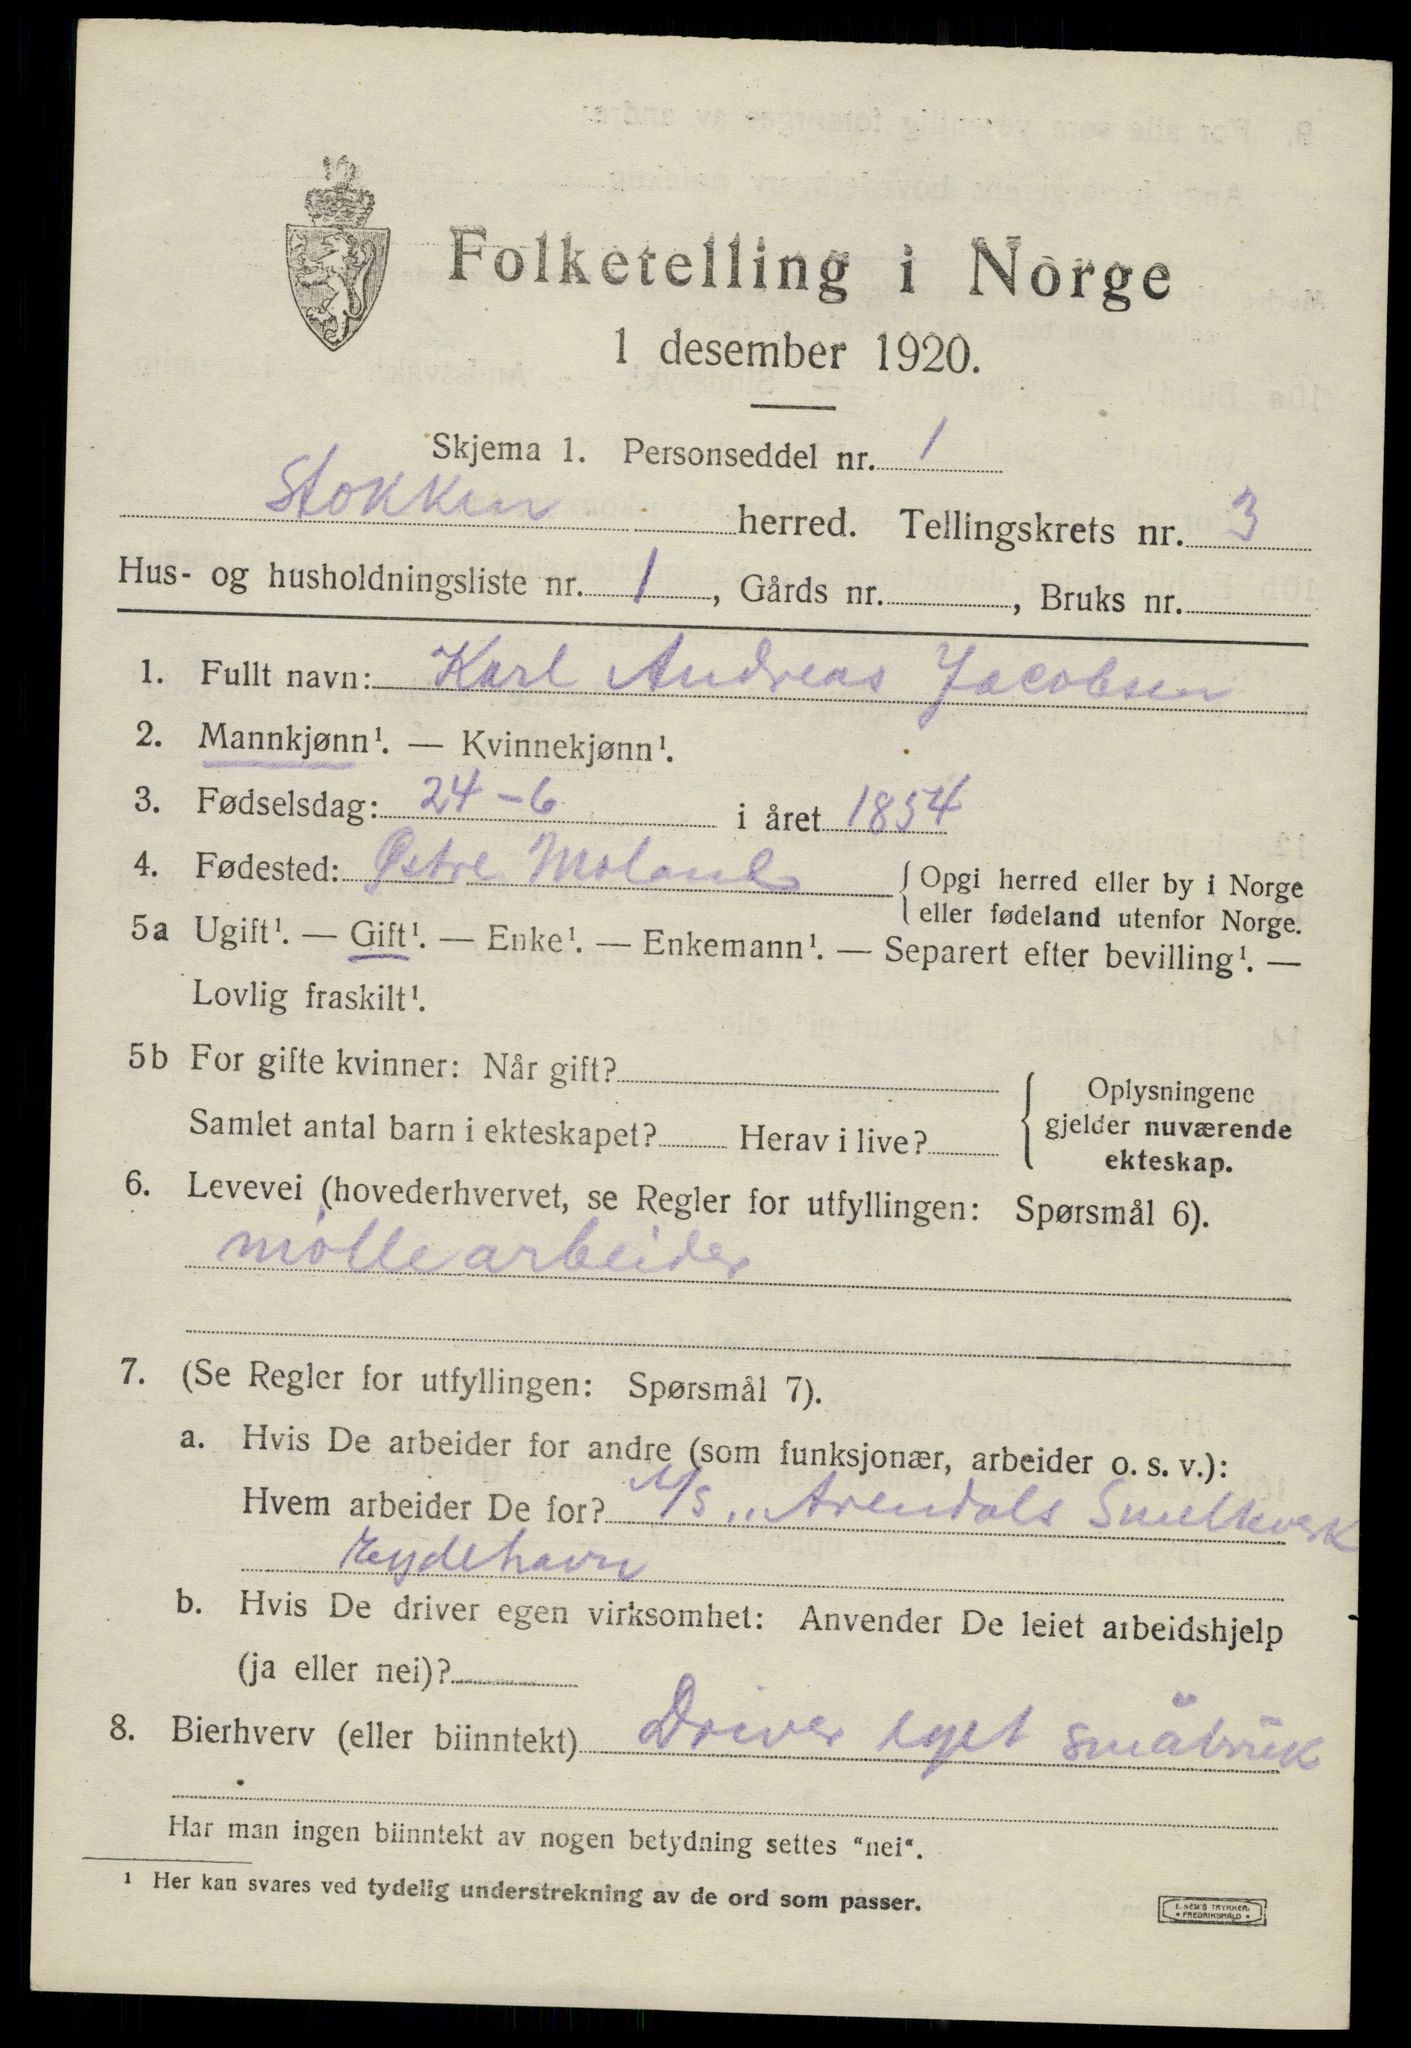 Folketelling i Norge
1 desember 1920.
Skjema 1. Personseddel nr. 1
Stokken herred. Tellingskrets nr. 3
Hus- og husholdningsliste nr. 1, Gårds nr. , Bruks nr.
1. Fullt navn: Karl Andreas Jacobsen
2. Mannkjønn¹. — Kvinnekjønn¹.
3. Fødselsdag: 24-6 i året 1854
4. Fødested: Østre Moland { Opgi herred eller by i Norge
eller fødeland utenfor Norge.
5a Ugift¹. — Gift¹. — Enke¹. — Enkemann¹. — Separert efter bevilling¹. —
Lovlig fraskilt¹.
5b For gifte kvinner: Når gift?
Samlet antal barn i ekteskapet? Herav i live?
{ Oplysningene
gjelder nuværende
ekteskap.
6. Levevei (hovederhvervet, se Regler for utfyllingen: Spørsmål 6).
mollearbeider
7. (Se Regler for utfyllingen: Spørsmål 7).
a. Hvis De arbeider for andre (som funksjonær, arbeider o. s. v.):
Hvem arbeider De for? A/S „Arendals Smelteverk
Eydehavn
b. Hvis De driver egen virksomhet: Anvender De leiet arbeidshjelp
(ja eller nei)?
8. Bierhverv (eller biinntekt) Driver eget småbruk
Har man ingen biinntekt av nogen betydning settes "nei".
¹ Her kan svares ved tydelig understrekning av de ord som passer.
E. SEM'S TRYKKERI
* FREDRIKSHALD *